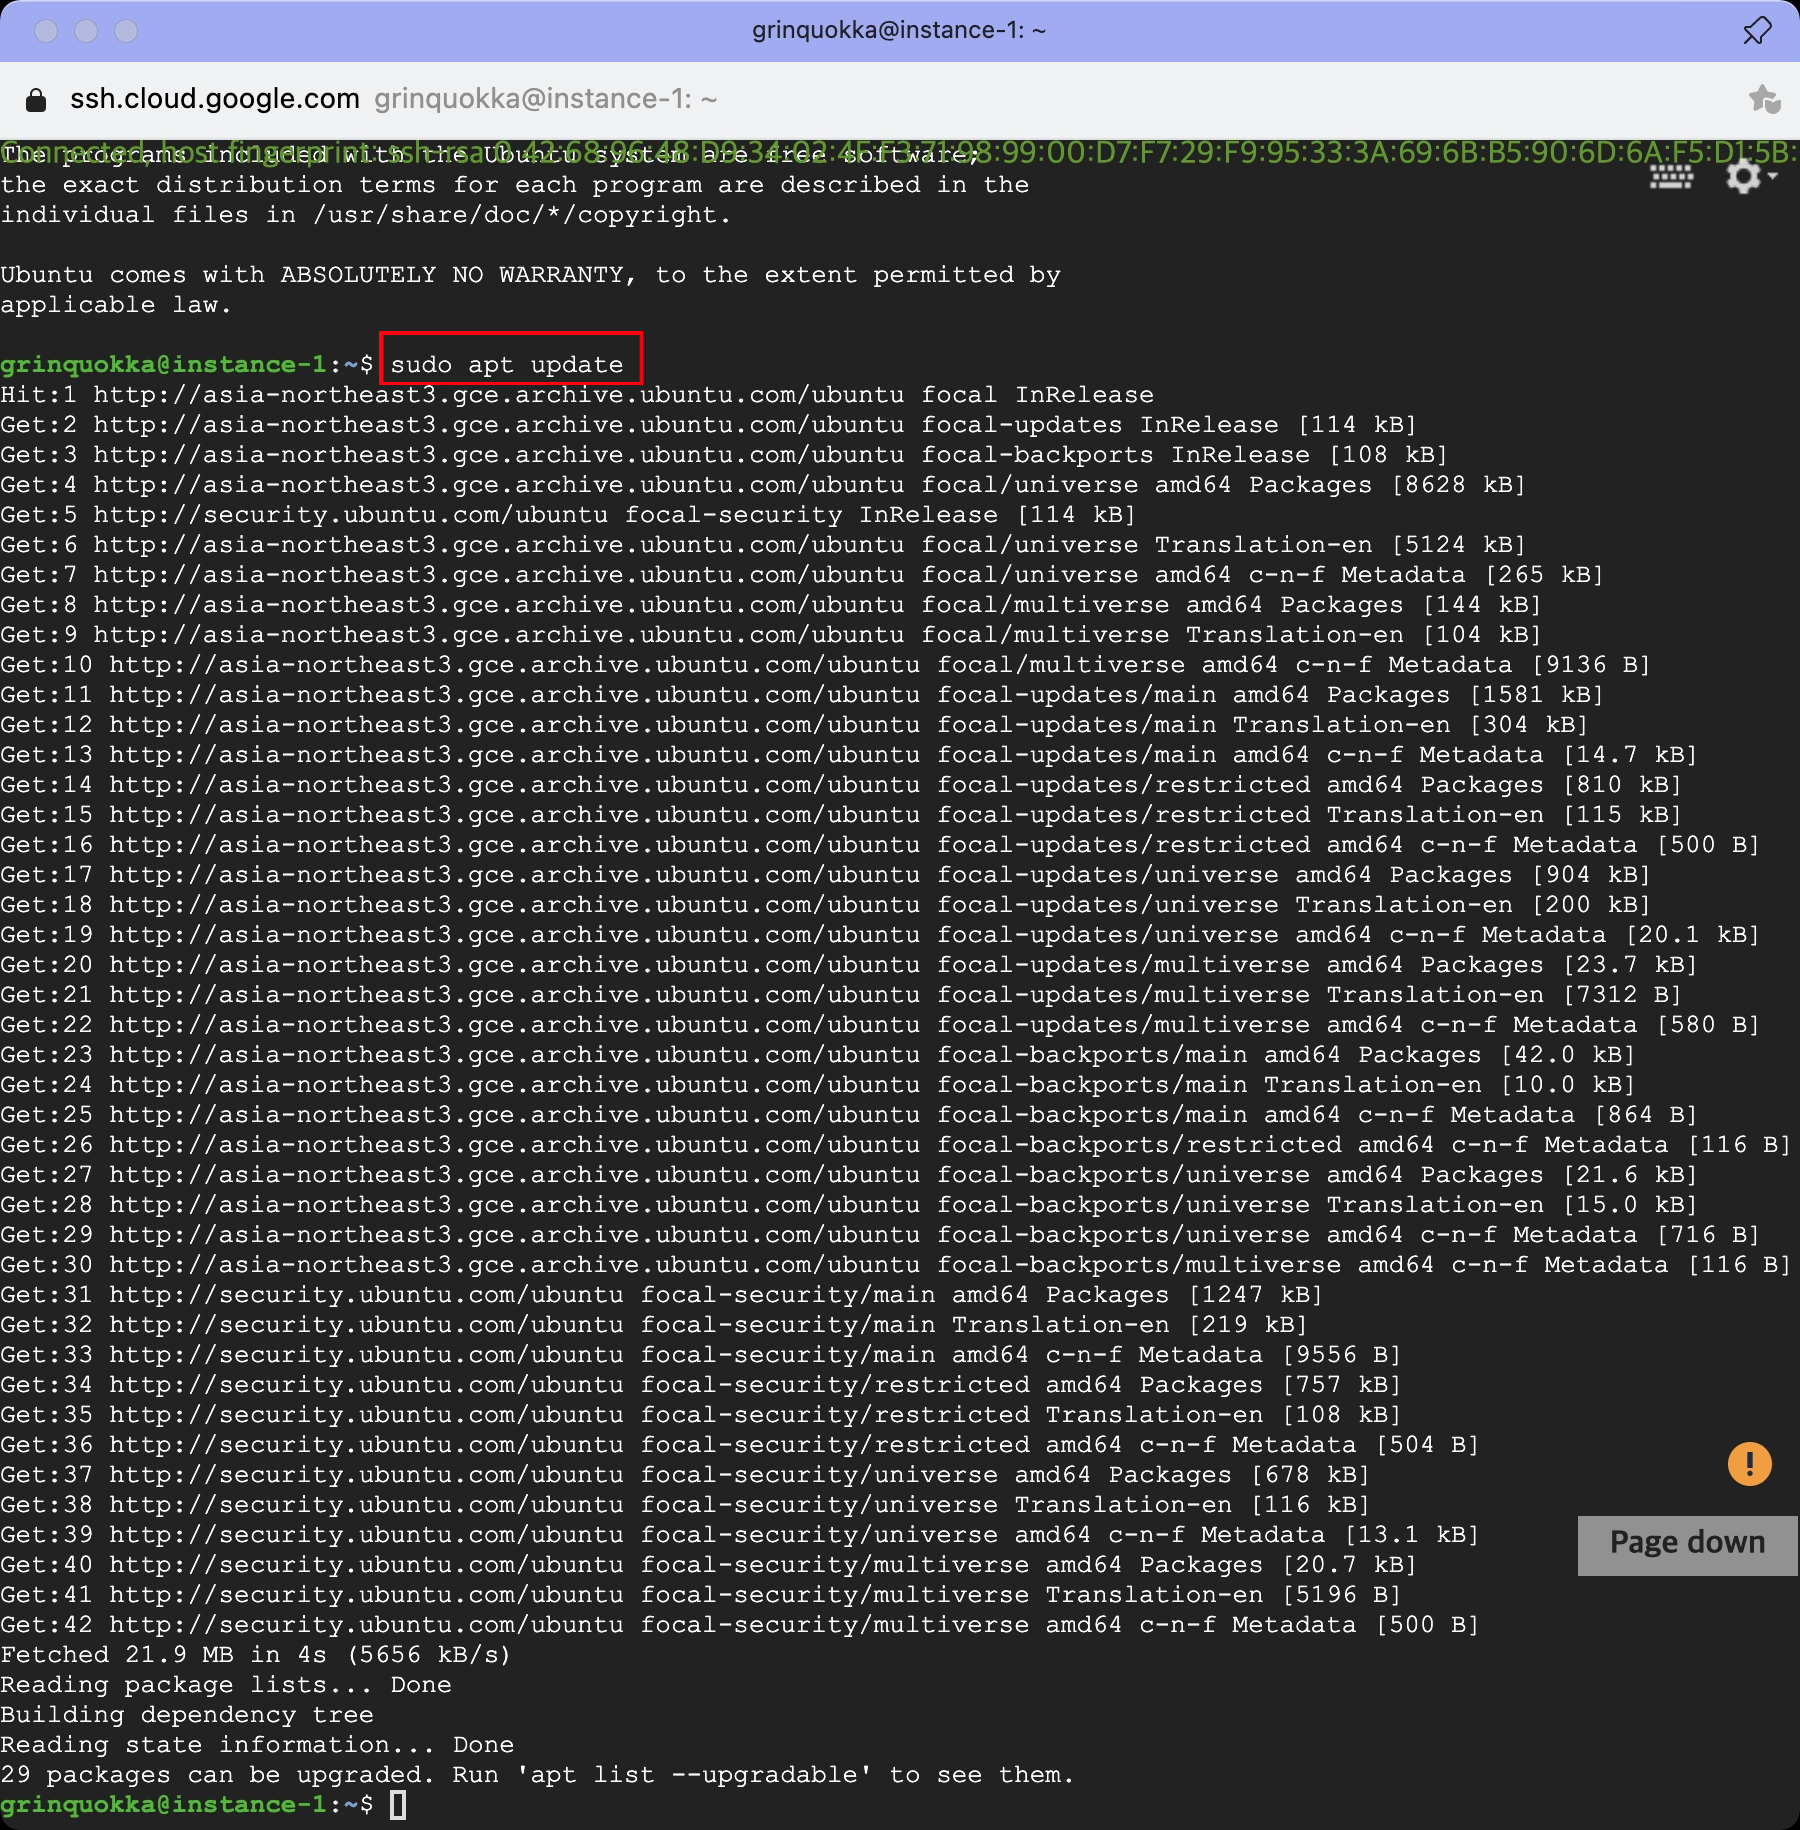 grinquokka@instance-1: ~
ssh.cloud.google.com grinquokka@instance-1: ~
Connected, host fingerprint: ssh-rsa
The programs included with the Ubuntu system are free software;
the exact distribution terms for each program are described in the
individual files in /usr/share/doc/*/copyright.
Ubuntu comes with ABSOLUTELY NO WARRANTY, to the extent permitted by
applicable law.
grinquokka@instance-1:~$ sudo apt update
Hit:1 http://asia-northeast3.gce.archive.ubuntu.com/ubuntu focal InRelease
Get:2 http://asia-northeast3.gce.archive.ubuntu.com/ubuntu focal-updates InRelease [114 kB]
Get:3 http://asia-northeast3.gce.archive.ubuntu.com/ubuntu focal-backports InRelease [108 kB]
Get:4 http://asia-northeast3.gce.archive.ubuntu.com/ubuntu focal/universe amd64 Packages [8628 kB]
Get:5 http://security.ubuntu.com/ubuntu focal-security InRelease [114 kB]
Get:6 http://asia-northeast3.gce.archive.ubuntu.com/ubuntu focal/universe Translation-en [5124 kB]
Get:7 http://asia-northeast3.gce.archive.ubuntu.com/ubuntu focal/universe amd64 c-n-f Metadata [265 kB]
Get:8 http://asia-northeast3.gce.archive.ubuntu.com/ubuntu focal/multiverse amd64 Packages [144 kB]
Get:9 http://asia-northeast3.gce.archive.ubuntu.com/ubuntu focal/multiverse Translation-en [104 kB]
Get:10 http://asia-northeast3.gce.archive.ubuntu.com/ubuntu focal/multiverse amd64 c-n-f Metadata [9136 B]
Get:11 http://asia-northeast3.gce.archive.ubuntu.com/ubuntu focal-updates/main amd64 Packages [1581 kB]
Get:12 http://asia-northeast3.gce.archive.ubuntu.com/ubuntu focal-updates/main Translation-en [304 kB]
Get:13 http://asia-northeast3.gce.archive.ubuntu.com/ubuntu focal-updates/main amd64 c-n-f Metadata [14.7 kB]
Get:14 http://asia-northeast3.gce.archive.ubuntu.com/ubuntu focal-updates/restricted amd64 Packages [810 kB]
Get:15 http://asia-northeast3.gce.archive.ubuntu.com/ubuntu focal-updates/restricted Translation-en [115 kB]
Get:16 http://asia-northeast3.gce.archive.ubuntu.com/ubuntu focal-updates/restricted amd64 c-n-f Metadata [500 B]
Get:17 http://asia-northeast3.gce.archive.ubuntu.com/ubuntu focal-updates/universe amd64 Packages [904 kB]
Get:18 http://asia-northeast3.gce.archive.ubuntu.com/ubuntu focal-updates/universe Translation-en [200 kB]
Get:19 http://asia-northeast3.gce.archive.ubuntu.com/ubuntu focal-updates/universe amd64 c-n-f Metadata [20.1 kB]
Get:20 http://asia-northeast3.gce.archive.ubuntu.com/ubuntu focal-updates/multiverse amd64 Packages [23.7 kB]
Get:21 http://asia-northeast3.gce.archive.ubuntu.com/ubuntu focal-updates/multiverse Translation-en [7312 B]
Get:22 http://asia-northeast3.gce.archive.ubuntu.com/ubuntu focal-updates/multiverse amd64 c-n-f Metadata [580 B]
Get:23 http://asia-northeast3.gce.archive.ubuntu.com/ubuntu focal-backports/main amd64 Packages [42.0 kB]
Get:24 http://asia-northeast3.gce.archive.ubuntu.com/ubuntu focal-backports/main Translation-en [10.0 kB]
Get:25 http://asia-northeast3.gce.archive.ubuntu.com/ubuntu focal-backports/main amd64 c-n-f Metadata [864 B]
Get:26 http://asia-northeast3.gce.archive.ubuntu.com/ubuntu focal-backports/restricted amd64 c-n-f Metadata [116 B]
Get:27 http://asia-northeast3.gce.archive.ubuntu.com/ubuntu focal-backports/universe amd64 Packages [21.6 kB]
Get:28 http://asia-northeast3.gce.archive.ubuntu.com/ubuntu focal-backports/universe Translation-en [15.0 kB]
Get:29 http://asia-northeast3.gce.archive.ubuntu.com/ubuntu focal-backports/universe amd64 c-n-f Metadata [716 B]
Get:30 http://asia-northeast3.gce.archive.ubuntu.com/ubuntu focal-backports/multiverse amd64 c-n-f Metadata [116 B]
Get:31 http://security.ubuntu.com/ubuntu focal-security/main amd64 Packages [1247 kB]
Get:32 http://security.ubuntu.com/ubuntu focal-security/main Translation-en [219 kB]
Get:33 http://security.ubuntu.com/ubuntu focal-security/main amd64 c-n-f Metadata [9556 B]
Get:34 http://security.ubuntu.com/ubuntu focal-security/restricted amd64 Packages [757 kB]
Get:35 http://security.ubuntu.com/ubuntu focal-security/restricted Translation-en [108 kB]
Get:36 http://security.ubuntu.com/ubuntu focal-security/restricted amd64 c-n-f Metadata [504 B]
Get:37 http://security.ubuntu.com/ubuntu focal-security/universe amd64 Packages [678 kB]
Get:38 http://security.ubuntu.com/ubuntu focal-security/universe Translation-en [116 kB]
Get:39 http://security.ubuntu.com/ubuntu focal-security/universe amd64 c-n-f Metadata [13.1 kB]
Get:40 http://security.ubuntu.com/ubuntu focal-security/multiverse amd64 Packages [20.7 kB]
Get:41 http://security.ubuntu.com/ubuntu focal-security/multiverse Translation-en [5196 B]
Get:42 http://security.ubuntu.com/ubuntu focal-security/multiverse amd64 c-n-f Metadata [500 B]
Page down
Fetched 21.9 MB in 4s (5656 kB/s)
Reading package lists... Done
Building dependency tree
Reading state information... Done
29 packages can be upgraded. Run 'apt list --upgradable' to see them.
grinquokka@instance-1:~$